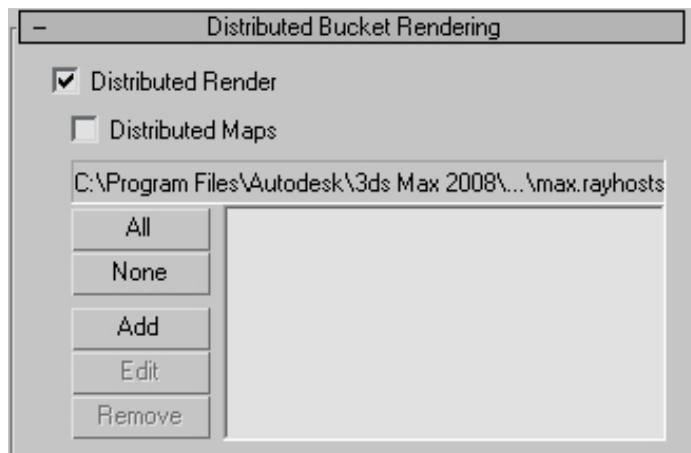 – Distributed Bucket Rendering
Distributed Render
Distributed Maps
C:\Program Files\Autodesk\3ds Max 2008\...\max.rayhosts
All
None
Add
Edit
Remove